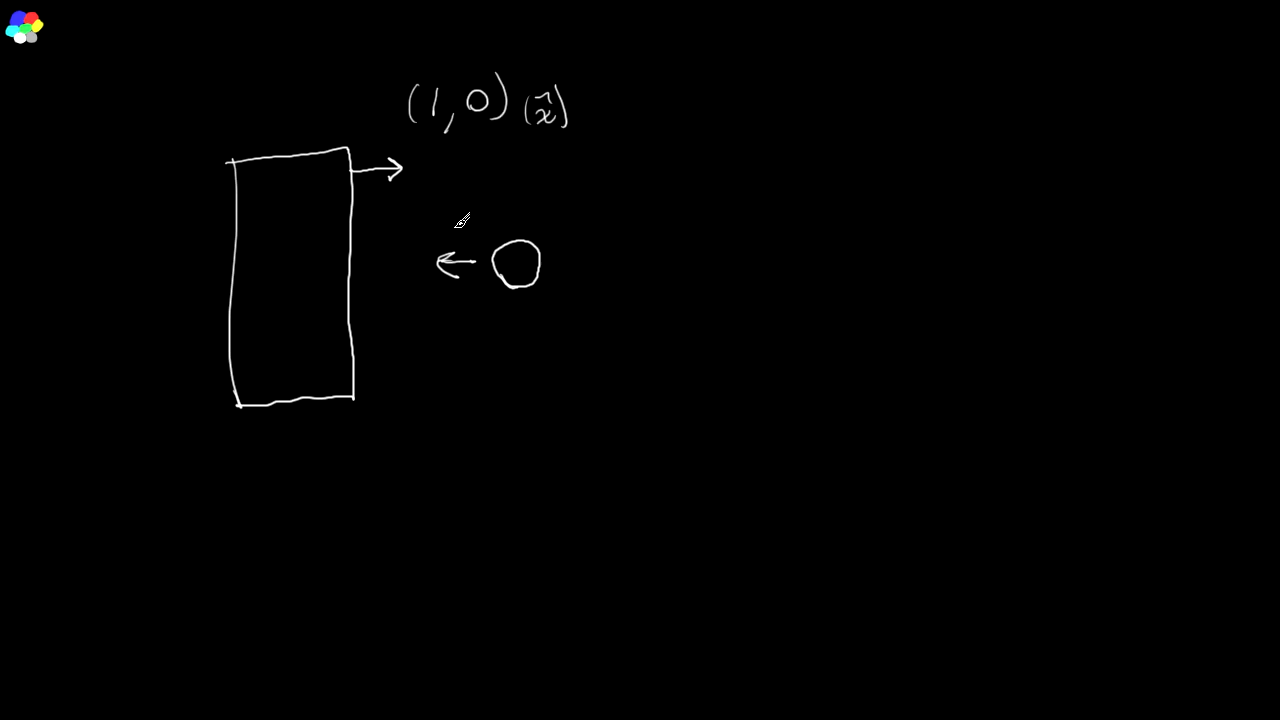 (1, 0) (x⃗)